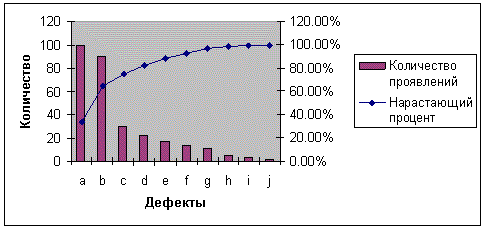 120 120.00%
100 100.00%
80 80.00%
60 60.00%
40 40.00%
20 20.00%
0 0.00%
Количество
a b c d e f g h i j
Дефекты
Количество
проявлений
Нарастающий
процент